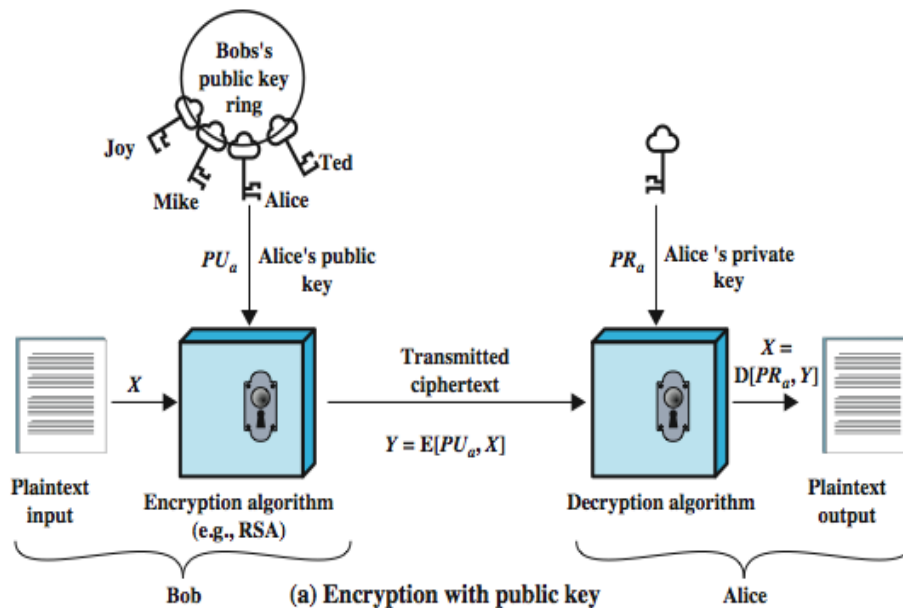 Bobs's
public key
ring
Joy
Ted
Mike
Alice
PUₐ
Alice's public
key
PRₐ
Alice 's private
key
X
Transmitted
ciphertext
X =
D[PRₐ, Y]
Y = E[PUₐ, X]
Plaintext
input
Encryption algorithm
(e.g., RSA)
Decryption algorithm
Plaintext
output
Bob
(a) Encryption with public key
Alice